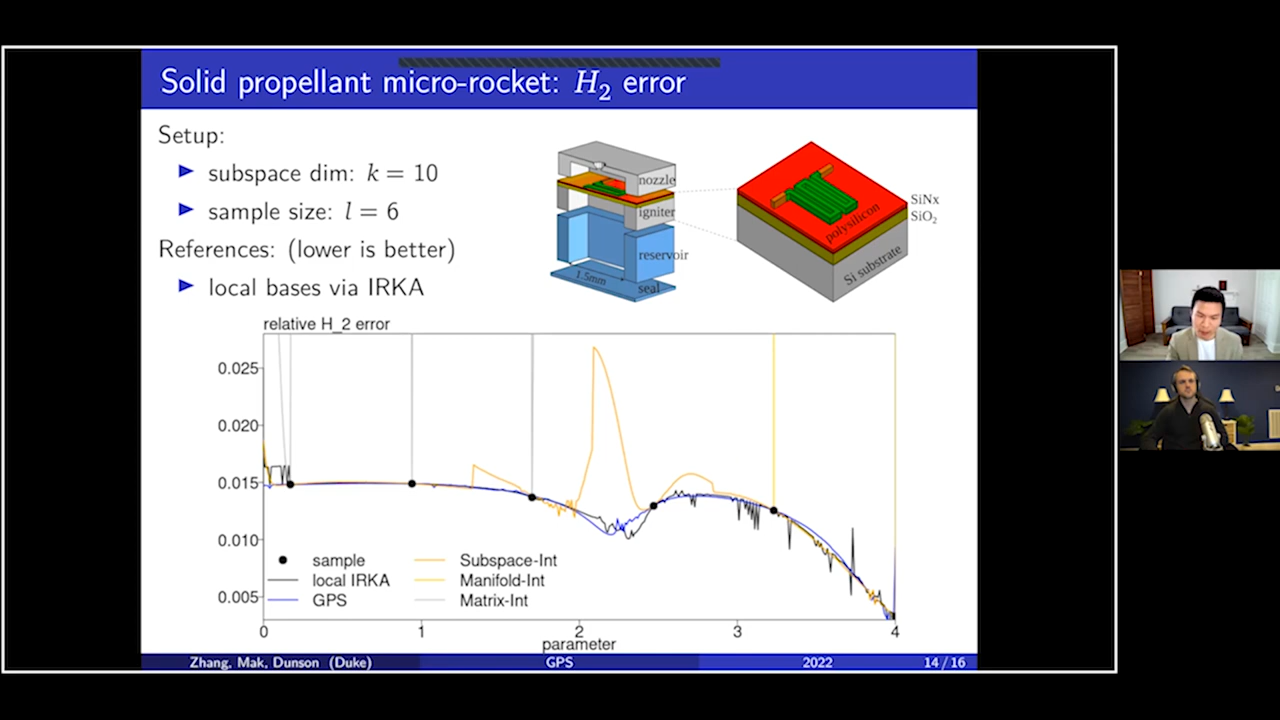 Solid propellant micro-rocket: H₂ error
Setup:
subspace dim: k = 10
sample size: l = 6
References: (lower is better)
local bases via IRKA
nozzle
igniter
reservoir
1.5mm
seal
SiNx
SiO₂
polysilicon
Si substrate
relative H_2 error
0.025
0.020
0.015
0.010
0.005
sample
local IRKA
GPS
Subspace-Int
Manifold-Int
Matrix-Int
0 1 2 3 4
parameter
Zhang, Mak, Dunson (Duke) GPS 2022 14 / 16